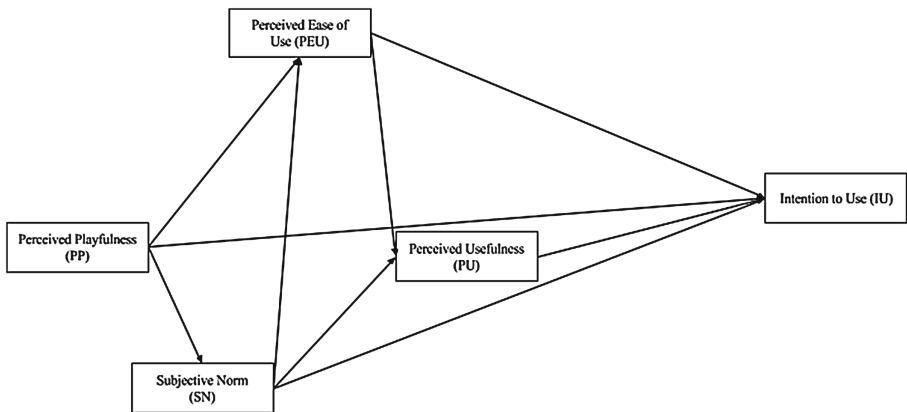 Perceived Ease of
Use (PEU)
Intention to Use (IU)
Perceived Playfulness
(PP)
Perceived Usefulness
(PU)
Subjective Norm
(SN)